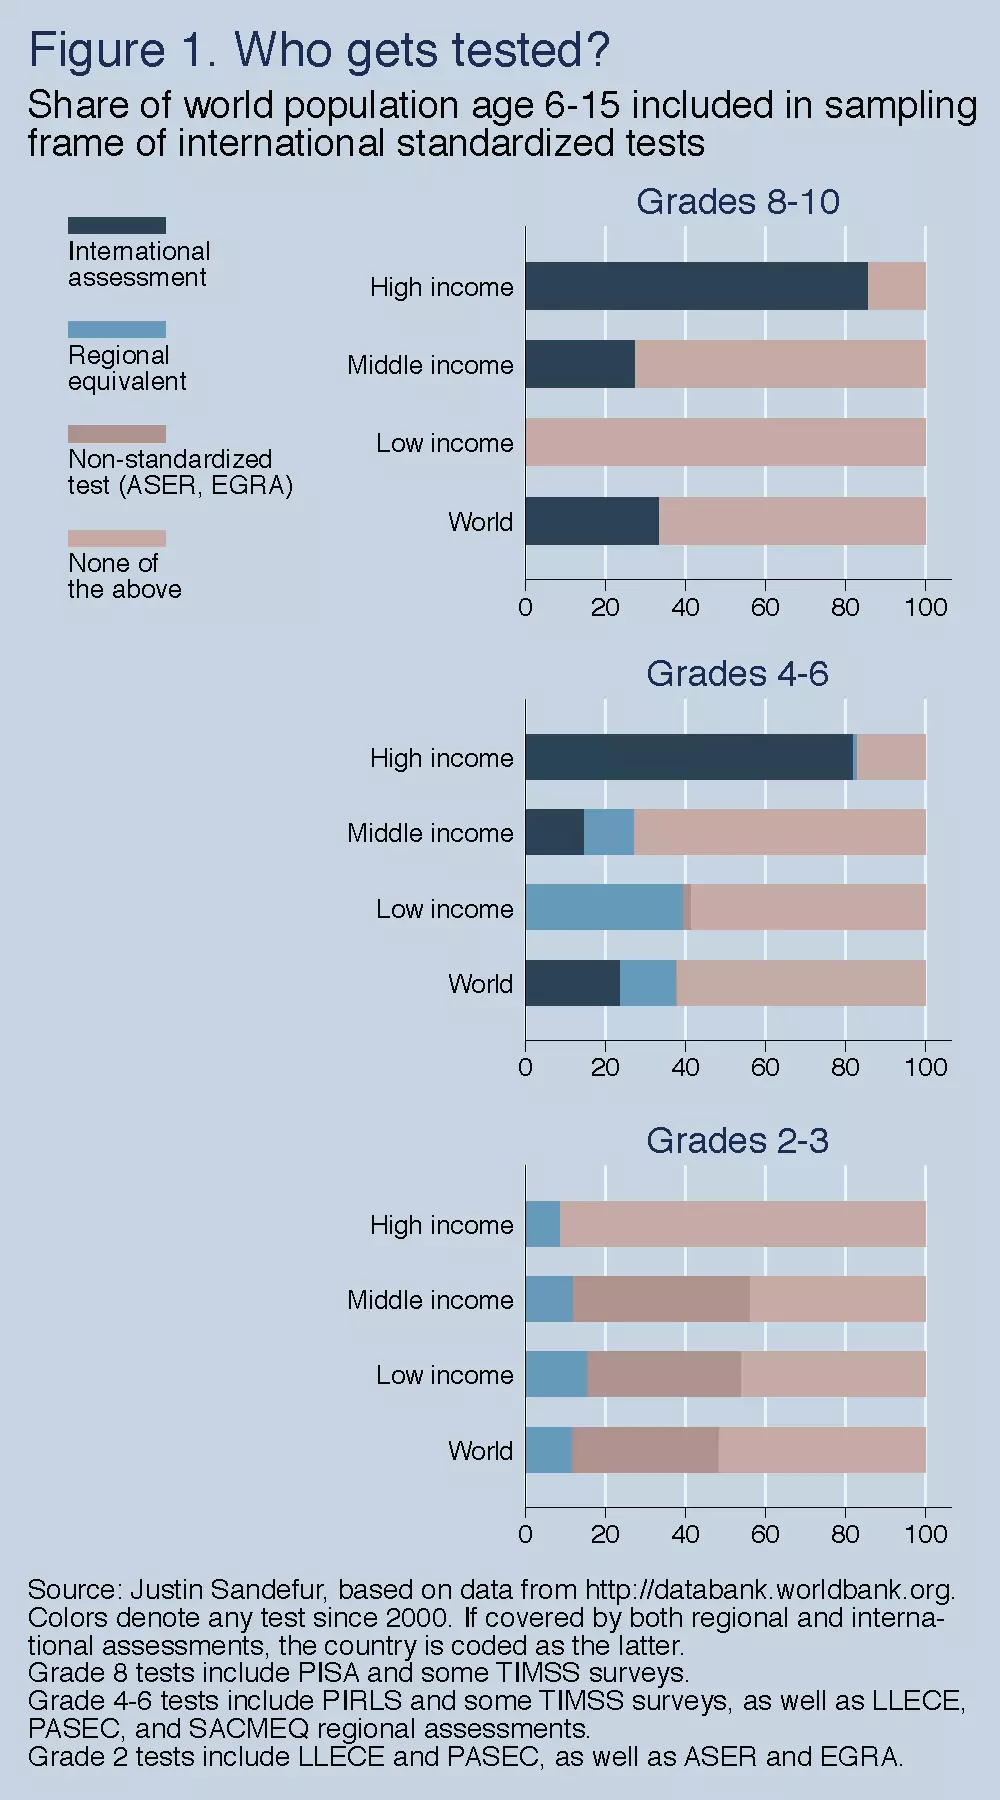 Figure 1. Who gets tested?
Share of world population age 6-15 included in sampling
frame of international standardized tests
International
assessment
Regional
equivalent
Non-standardized
test (ASER, EGRA)
None of
the above
Grades 8-10
High income
Middle income
Low income
World
0 20 40 60 80 100
Grades 4-6
High income
Middle income
Low income
World
0 20 40 60 80 100
Grades 2-3
High income
Middle income
Low income
World
0 20 40 60 80 100
Source: Justin Sandefur, based on data from http://databank.worldbank.org.
Colors denote any test since 2000. If covered by both regional and interna-
tional assessments, the country is coded as the latter.
Grade 8 tests include PISA and some TIMSS surveys.
Grade 4-6 tests include PIRLS and some TIMSS surveys, as well as LLECE,
PASEC, and SACMEQ regional assessments.
Grade 2 tests include LLECE and PASEC, as well as ASER and EGRA.